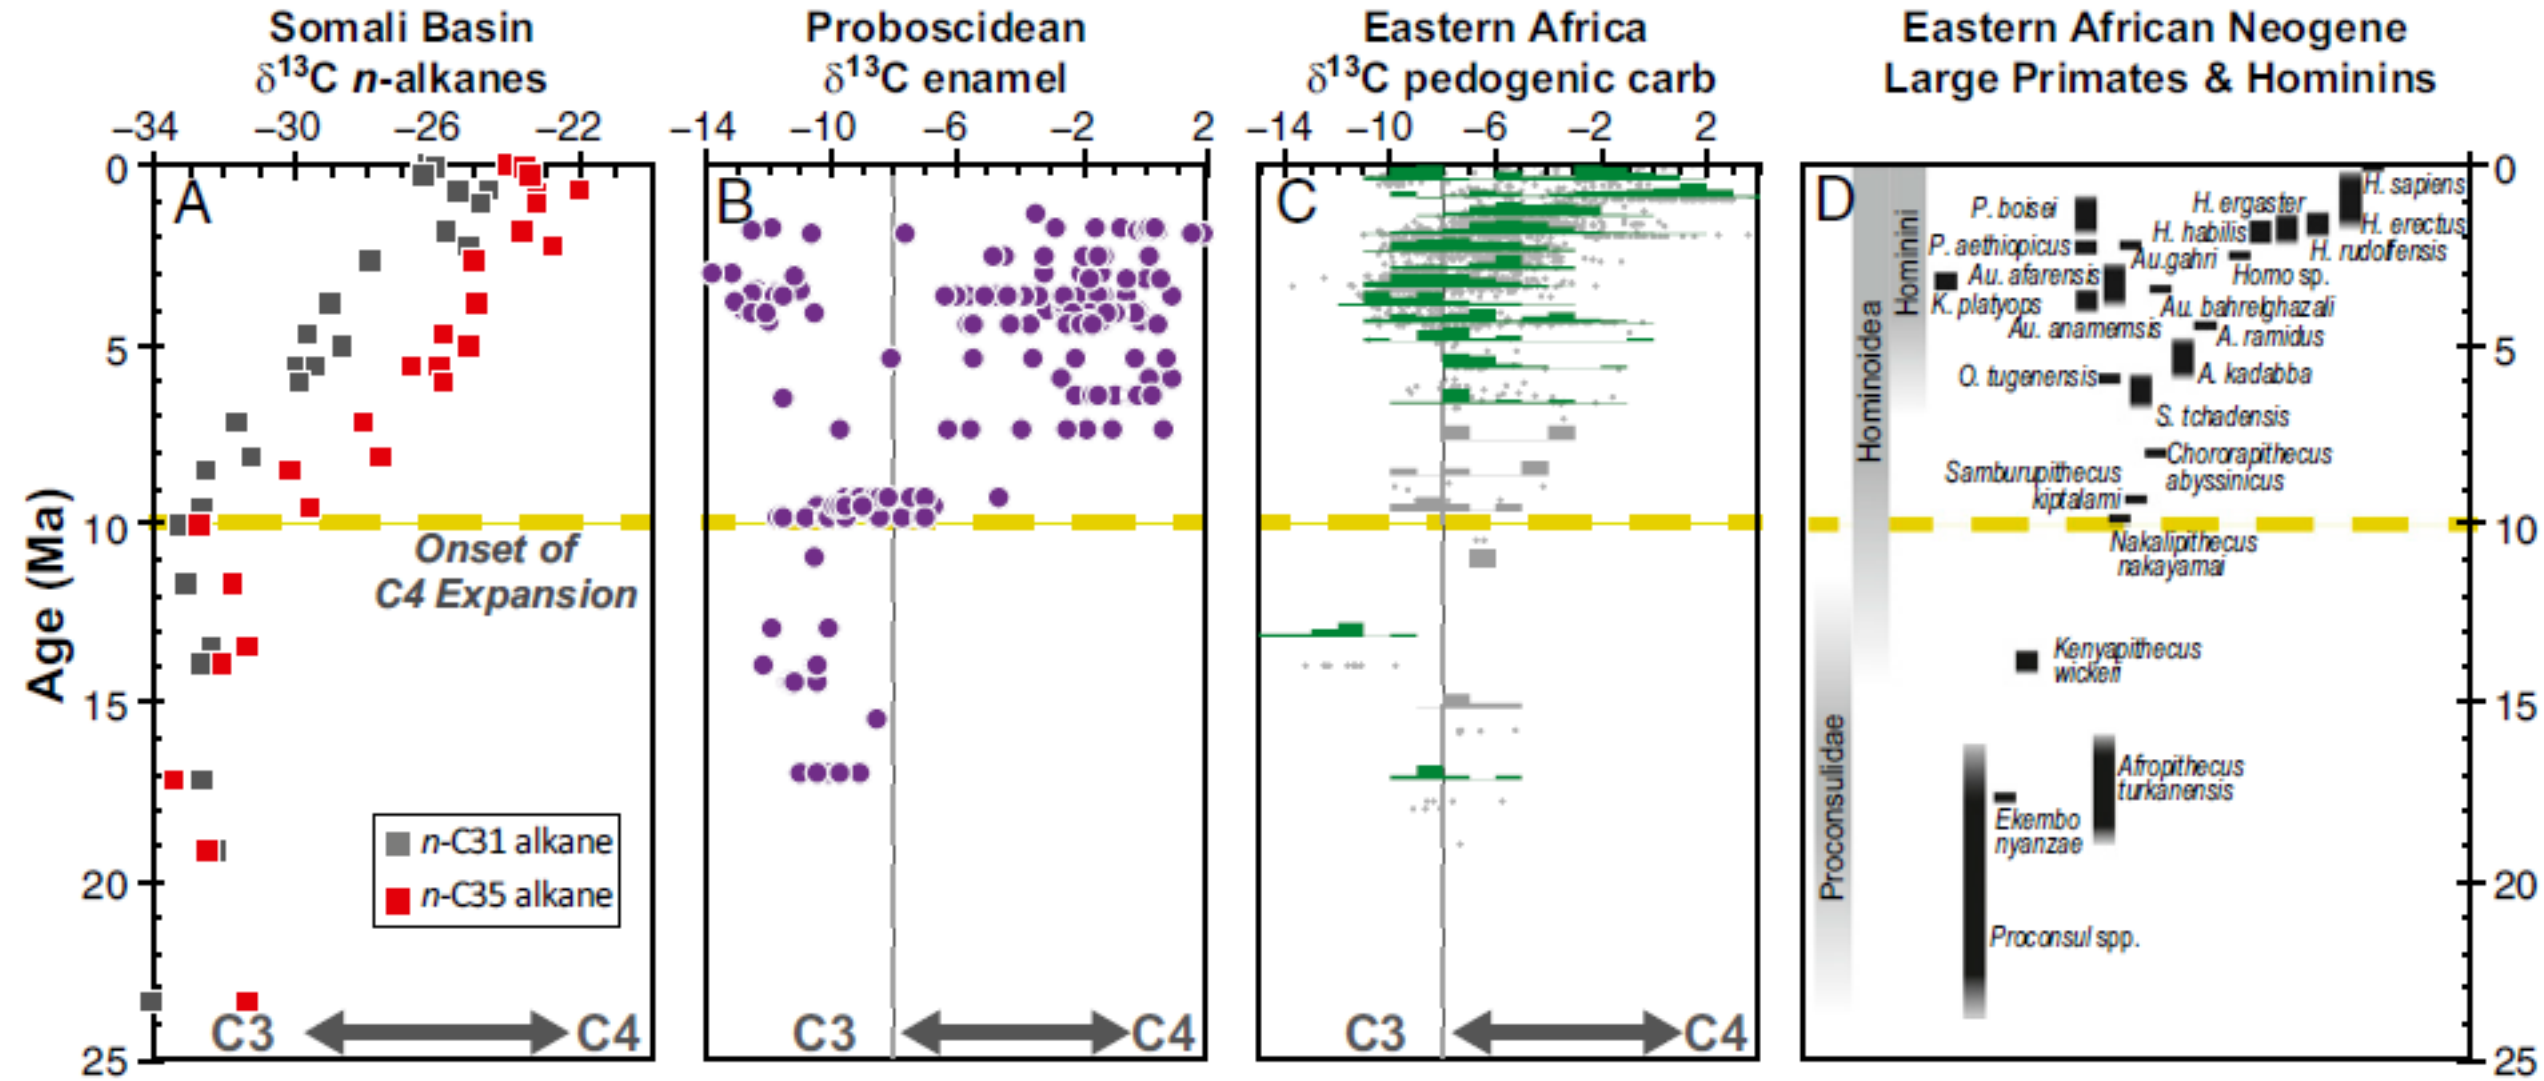 Somali Basin
δ¹³C n-alkanes
Proboscidean
δ¹³C enamel
Eastern Africa
δ¹³C pedogenic carb
Eastern African Neogene
Large Primates & Hominins
−34 −30 −26 −22
−14 −10 −6 −2 2
−14 −10 −6 −2 2
Age (Ma)
0
5
10
15
20
25
A
Onset of
C4 Expansion
n-C31 alkane
n-C35 alkane
C3 C4
B
C3 C4
C
C3 C4
D
Hominini
Hominoidea
Proconsulidae
H. sapiens
P. boisei
H. ergaster
H. erectus
H. habilis
H. rudolfensis
P. aethiopicus
Au.gahri
Homo sp.
Au. afarensis
K. platyops
Au. bahrelghazali
Au. anamemsis
A. ramidus
O. tugenensis
A. kadabba
S. tchadensis
Chororapithecus
abyssinicus
Samburupithecus
kiptalami
Nakalipithecus
nakayamai
Kenyapithecus
wickeri
Afropithecus
turkanensis
Ekembo
nyanzae
Proconsul spp.
0
5
10
15
20
25